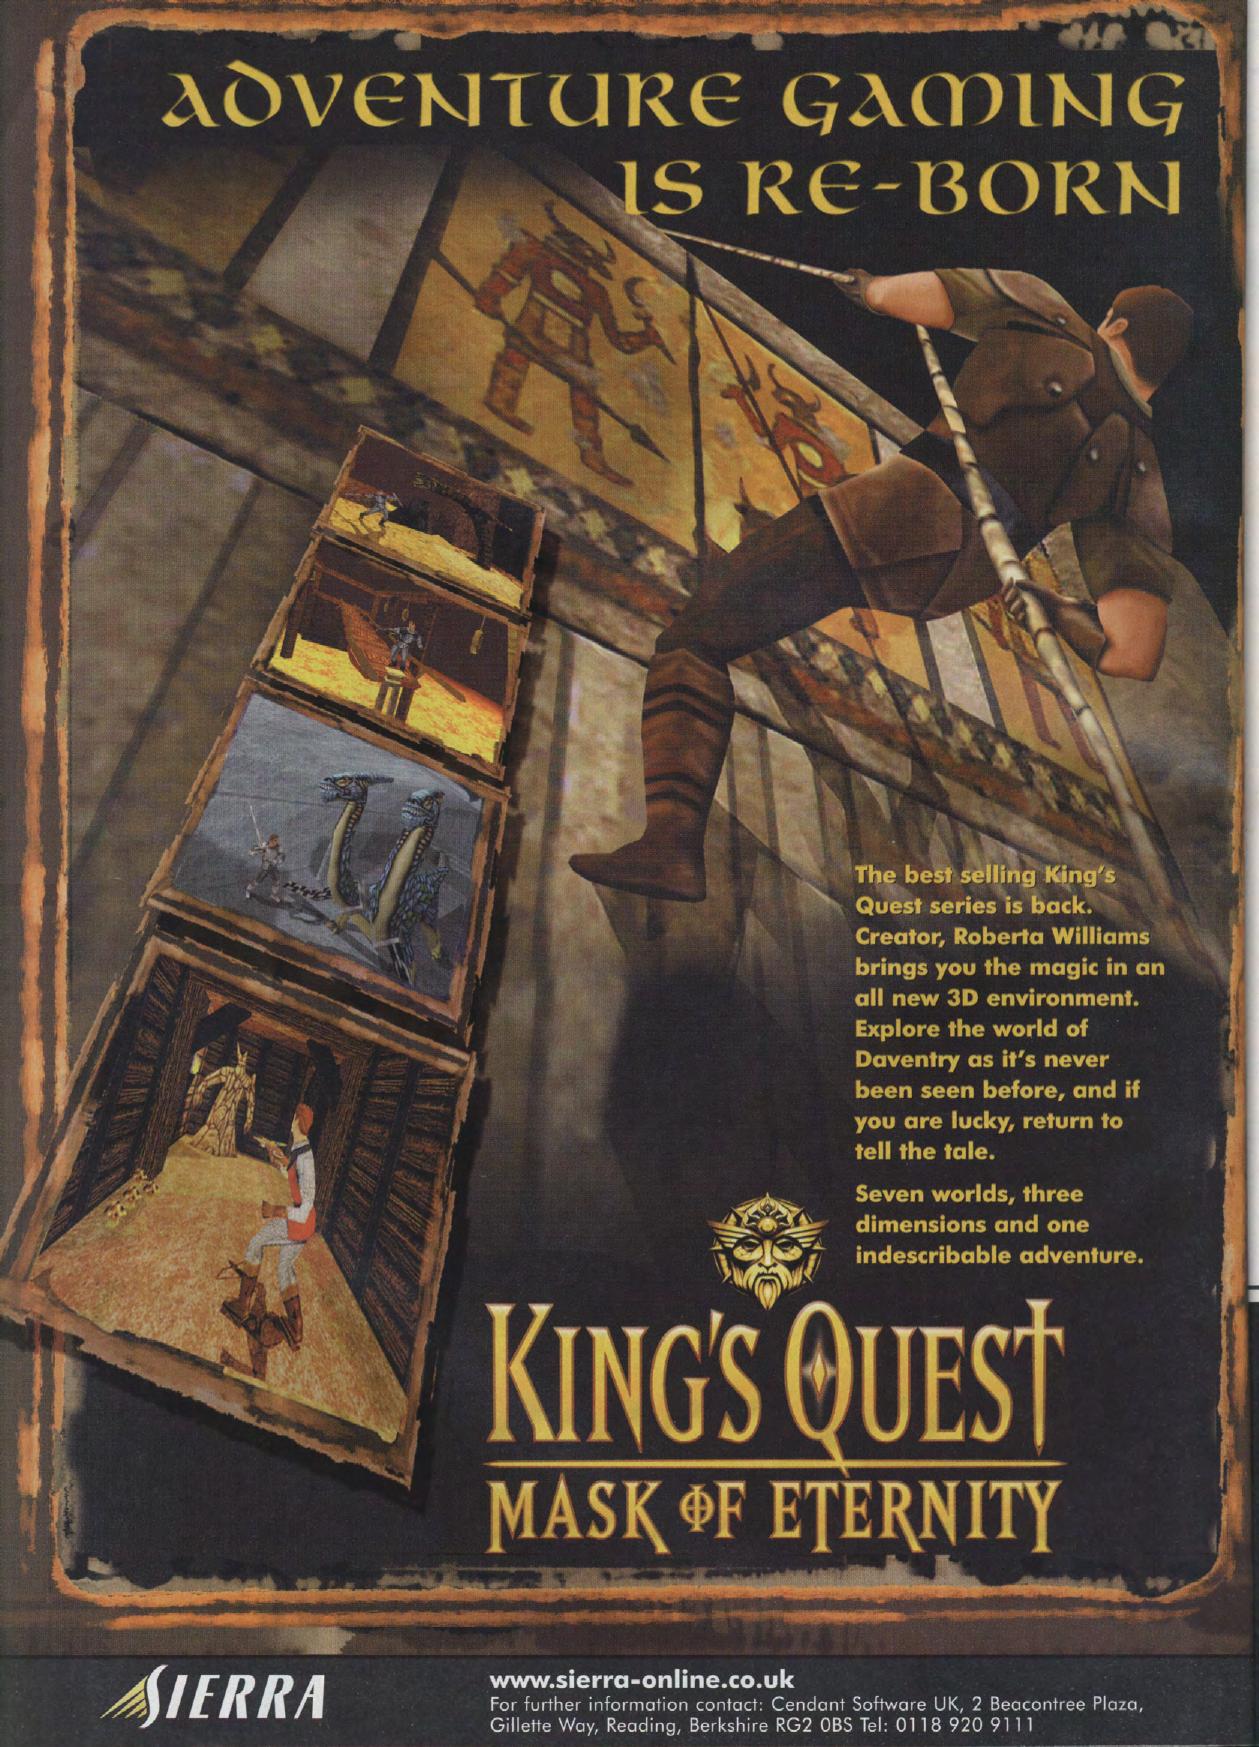 ADVENTURE GAMING
IS RE-BORN
The best selling King's
Quest series is back.
Creator, Roberta Williams
brings you the magic in an
all new 3D environment.
Explore the world of
Daventry as it's never
been seen before, and if
you are lucky, return to
tell the tale.
Seven worlds, three
dimensions and one
indescribable adventure.
KING'S QUEST
MASK OF ETERNITY
SIERRA
www.sierra-online.co.uk
For further information contact: Cendant Software UK, 2 Beacontree Plaza,
Gillette Way, Reading, Berkshire RG2 0BS Tel: 0118 920 9111